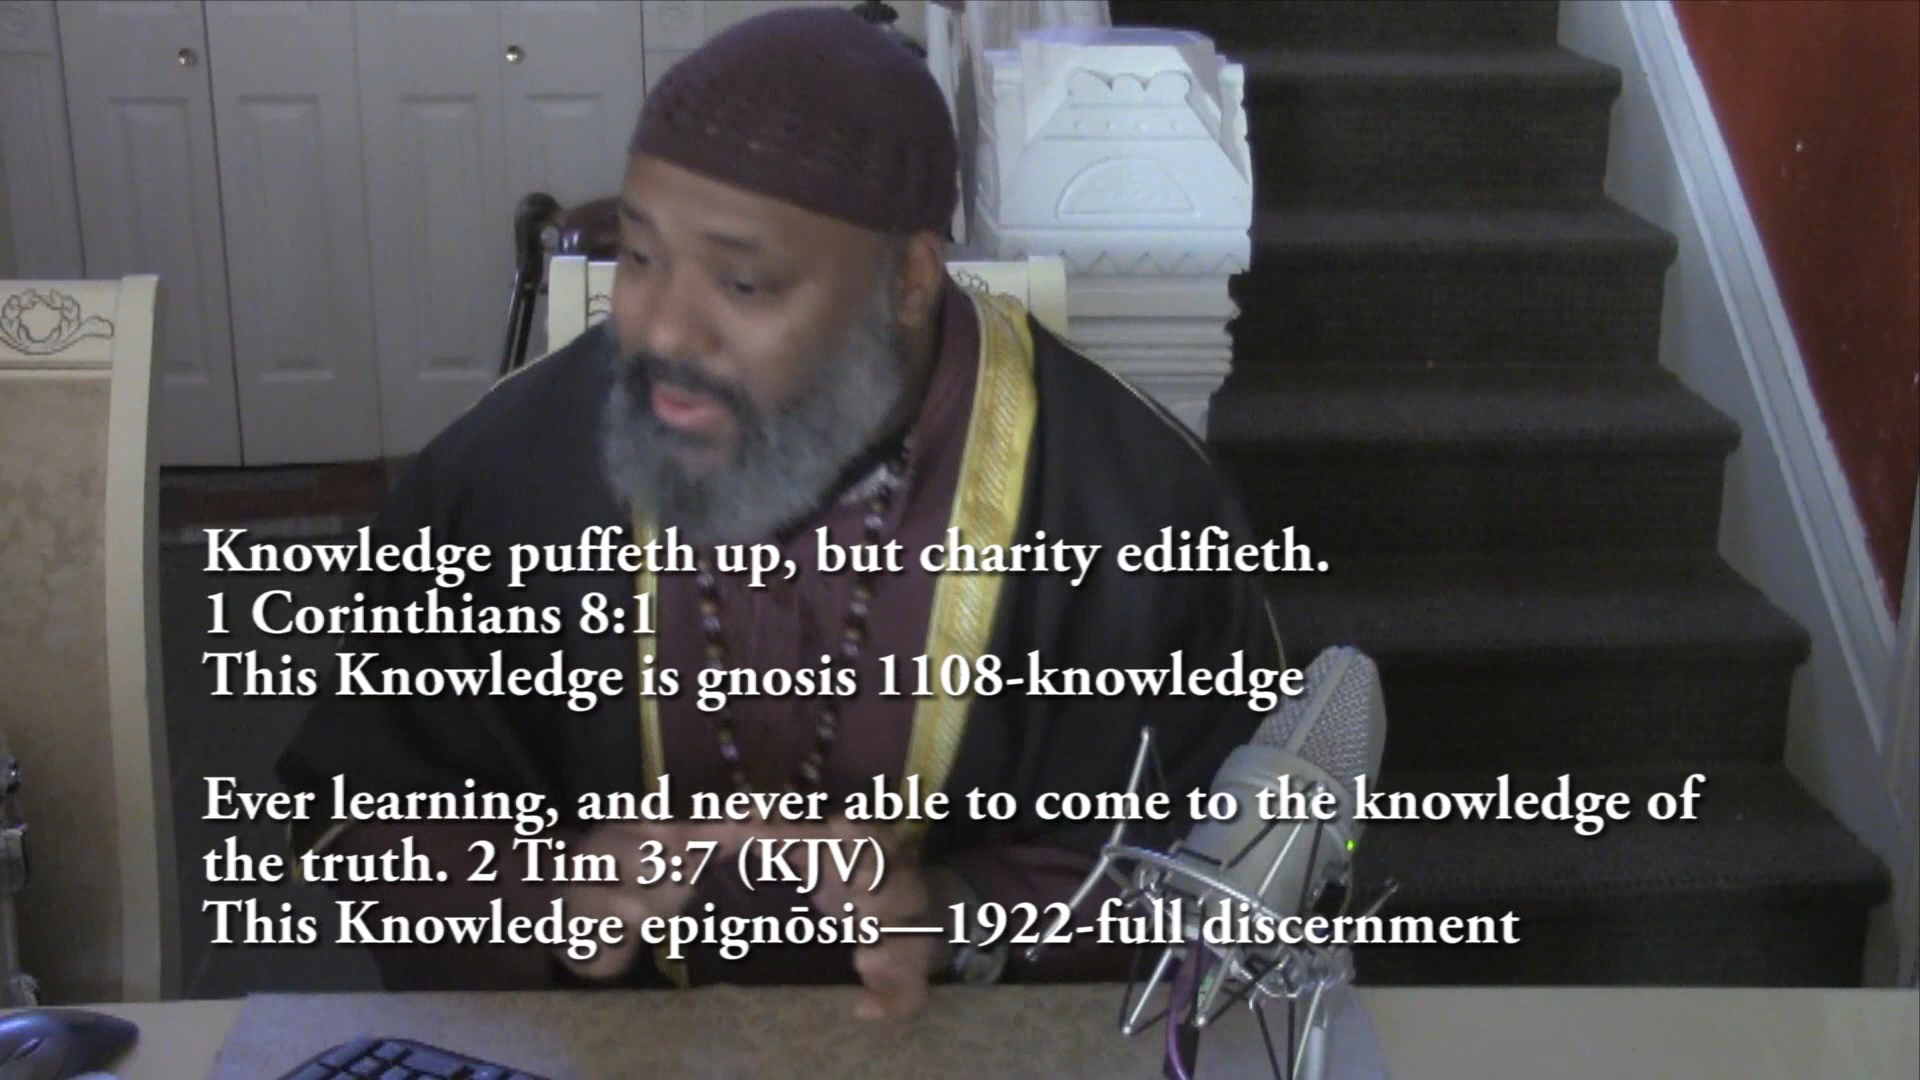 Knowledge puffeth up, but charity edifieth.
1 Corinthians 8:1
This Knowledge is gnosis 1108-knowledge
Ever learning, and never able to come to the knowledge of
the truth. 2 Tim 3:7 (KJV)
This Knowledge epignōsis—1922-full discernment